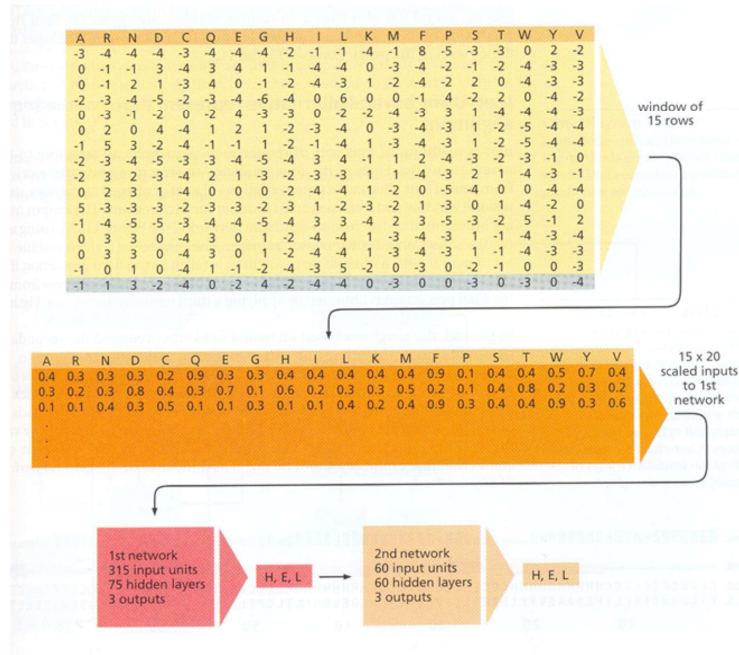 A R N D C Q E G H I L K M F P S T W Y V
-3 -4 -4 -4 -3 -4 -4 -4 -2 -1 -1 -4 -1 8 -5 -3 -3 0 2 -2
0 -1 -1 3 -4 3 4 1 -1 -4 -4 0 -3 -4 -2 -1 -2 -4 -3 -3
0 -1 2 1 -3 4 0 -1 -2 -4 -3 1 -2 -4 -2 2 0 -4 -3 -3
-2 -3 -4 -5 -2 -3 -4 -6 -4 0 6 0 0 -1 4 -2 2 0 -4 -2
0 -3 -1 -2 0 -2 4 -3 -3 0 -2 -2 -4 -3 3 1 -4 -4 -4 -3
0 2 0 4 -4 1 2 1 -2 -3 -4 0 -3 -4 -3 1 -2 -5 -4 -4
-1 5 3 -2 -4 -1 -1 1 -2 -1 -4 1 -3 -4 -3 1 -2 -5 -4 -4
-2 -3 -4 -5 -3 -3 -4 -5 -4 3 4 -1 1 2 -4 -3 -2 -3 -1 0
-2 3 2 -3 -4 2 1 -3 -2 -3 -3 1 1 -4 -3 2 1 -4 -3 -1
0 2 3 1 -4 0 0 0 -2 -4 -4 1 -2 0 -5 -4 0 0 -4 -4
5 -3 -3 -3 -2 -3 -3 -2 -3 1 -2 -3 -2 1 -3 0 1 -4 -2 0
-1 -4 -5 -5 -3 -4 -4 -5 -4 3 3 -4 2 3 -5 -3 -2 5 -1 2
0 3 3 0 -4 3 0 1 -2 -4 -4 1 -3 -4 -3 1 -2 -4 -3 -4
0 3 3 0 -4 3 0 1 -2 -4 -4 1 -3 -4 -3 1 -1 -4 -3 -4
-1 0 1 0 -4 1 -1 -2 -4 -3 5 -2 0 -3 0 -2 -1 0 0 -3
-1 1 3 -2 -4 0 -2 4 -2 -4 -4 0 -3 0 0 -3 0 -3 0 -4
window of
15 rows
A R N D C Q E G H I L K M F P S T W Y V
0.4 0.3 0.3 0.3 0.2 0.9 0.3 0.3 0.4 0.4 0.4 0.4 0.4 0.9 0.1 0.4 0.4 0.5 0.7 0.4
0.3 0.2 0.3 0.8 0.4 0.3 0.7 0.1 0.6 0.2 0.3 0.3 0.5 0.2 0.1 0.4 0.8 0.2 0.3 0.2
0.1 0.1 0.4 0.3 0.5 0.1 0.1 0.3 0.1 0.1 0.4 0.2 0.4 0.9 0.3 0.4 0.4 0.9 0.3 0.6
.
.
.
15 x 20
scaled inputs
to 1st
network
1st network
315 input units
75 hidden layers
3 outputs
H, E, L
2nd network
60 input units
60 hidden layers
3 outputs
H, E, L